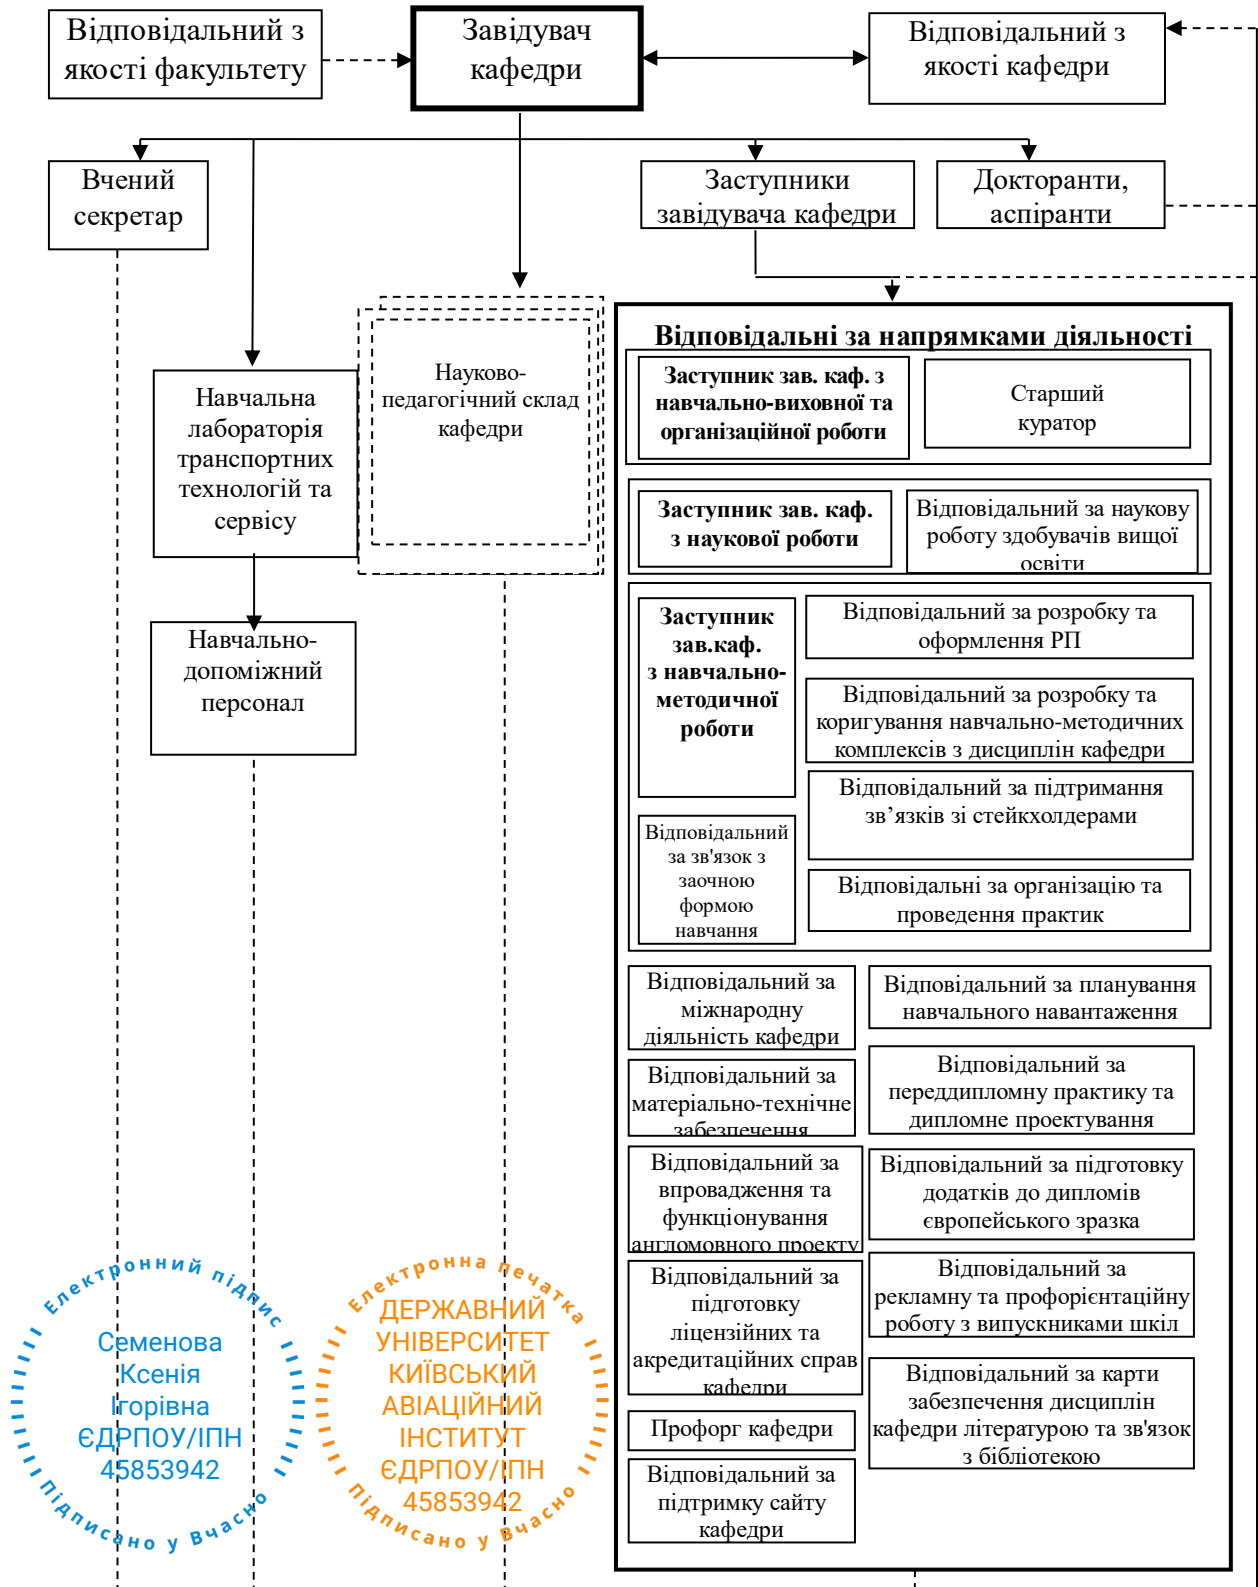 Відповідальний з
якості факультету
Завідувач
кафедри
Відповідальний з
якості кафедри
Вчений
секретар
Заступники
завідувача кафедри
Докторанти,
аспіранти
Навчальна
лабораторія
транспортних
технологій та
сервісу
Науково-
педагогічний склад
кафедри
Навчально-
допоміжний
персонал
Відповідальні за напрямками діяльності
Заступник зав. каф. з
навчально-виховної та
організаційної роботи
Старший
куратор
Заступник зав. каф.
з наукової роботи
Відповідальний за наукову
роботу здобувачів вищої
освіти
Заступник
зав.каф.
з навчально-
методичної
роботи
Відповідальний за розробку та
оформлення РП
Відповідальний за розробку та
коригування навчально-методичних
комплексів з дисциплін кафедри
Відповідальний за підтримання
зв’язків зі стейкхолдерами
Відповідальний
за зв'язок з
заочною
формою
навчання
Відповідальні за організацію та
проведення практик
Відповідальний за
міжнародну
діяльність кафедри
Відповідальний за планування
навчального навантаження
Відповідальний за
матеріально-технічне
забезпечення
Відповідальний за
переддипломну практику та
дипломне проектування
Відповідальний за
впровадження та
функціонування
англомовного проекту
Відповідальний за підготовку
додатків до дипломів
європейського зразка
Відповідальний за
підготовку
ліцензійних та
акредитаційних справ
кафедри
Відповідальний за
рекламну та профорієнтаційну
роботу з випускниками шкіл
Відповідальний за карти
забезпечення дисциплін
кафедри літературою та зв'язок
з бібліотекою
Профорг кафедри
Відповідальний за
підтримку сайту
кафедри
Електронний підпис
Семенова
Ксенія
Ігорівна
ЄДРПОУ/ІПН
45853942
Підписано у Вчасно
Електронна печатка
ДЕРЖАВНИЙ
УНІВЕРСИТЕТ
КИЇВСЬКИЙ
АВІАЦІЙНИЙ
ІНСТИТУТ
ЄДРПОУ/ІПН
45853942
Підписано у Вчасно